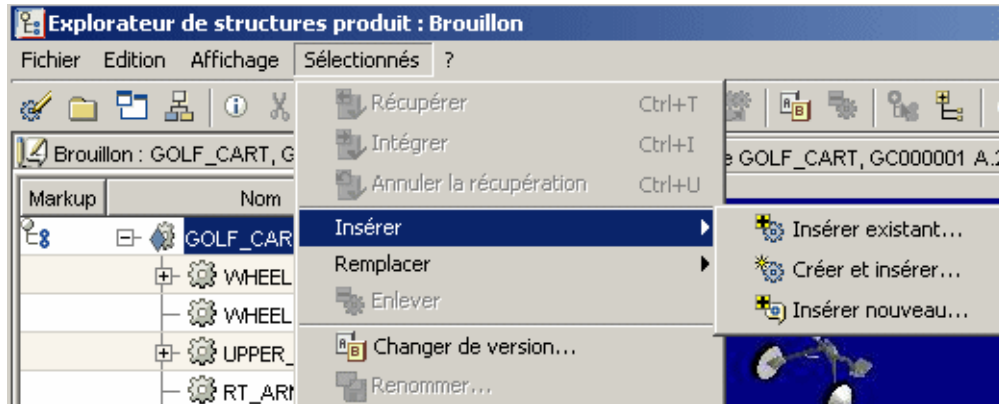 Explorateur de structures produit : Brouillon
Fichier Edition Affichage Sélectionnés ?
Brouillon : GOLF_CART, G
e GOLF_CART, GC000001 A.2
Markup Nom
GOLF_CAR
WHEEL
WHEEL
UPPER_
RT_ARM
Récupérer Ctrl+T
Intégrer Ctrl+I
Annuler la récupération Ctrl+U
Insérer
Remplacer
Enlever
Changer de version...
Renommer...
Insérer existant...
Créer et insérer...
Insérer nouveau...